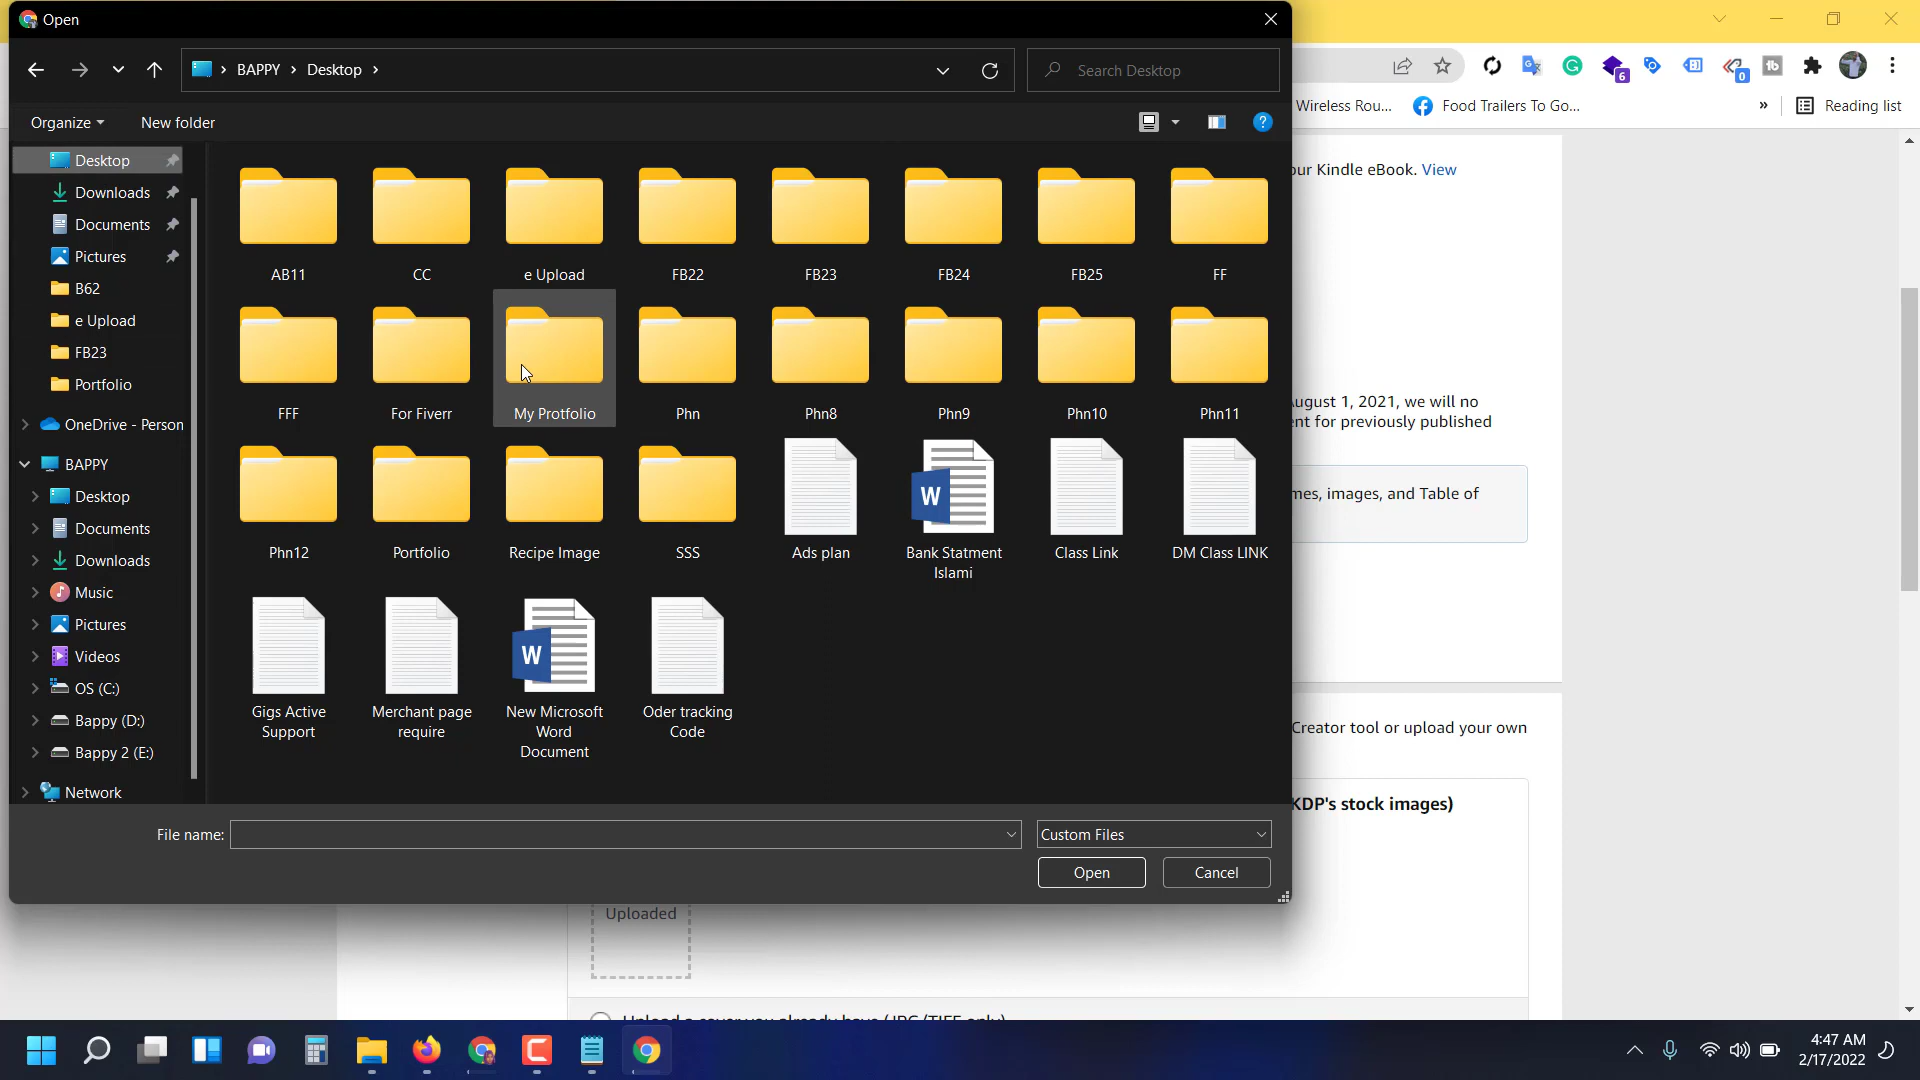 Open
BAPPY
Desktop
Search Desktop
Organize
New folder
Desktop
Downloads
Documents
Pictures
B62
e Upload
FB23
Portfolio
OneDrive - Person
BAPPY
Desktop
Documents
Downloads
Music
Pictures
Videos
OS (C:)
Bappy (D:)
Bappy 2 (E:)
Network
AB11
CC
e Upload
FB22
FB23
FB24
FB25
FF
FFF
For Fiverr
My Protfolio
Phn
Phn8
Phn9
Phn10
Phn11
Phn12
Portfolio
Recipe Image
SSS
Ads plan
Bank Statment
Islami
Class Link
DM Class LINK
Gigs Active
Support
Merchant page
require
New Microsoft
Word
Document
Oder tracking
Code
File name:
Custom Files
Open
Cancel
6
0
Wireless Rou...
Food Trailers To Go...
»
Reading list
our Kindle eBook. View
August 1, 2021, we will no
ent for previously published
mes, images, and Table of
Creator tool or upload your own
KDP's stock images)
Uploaded
Upload a cover you already have (JPG/TIFF only)
4:47 AM
2/17/2022